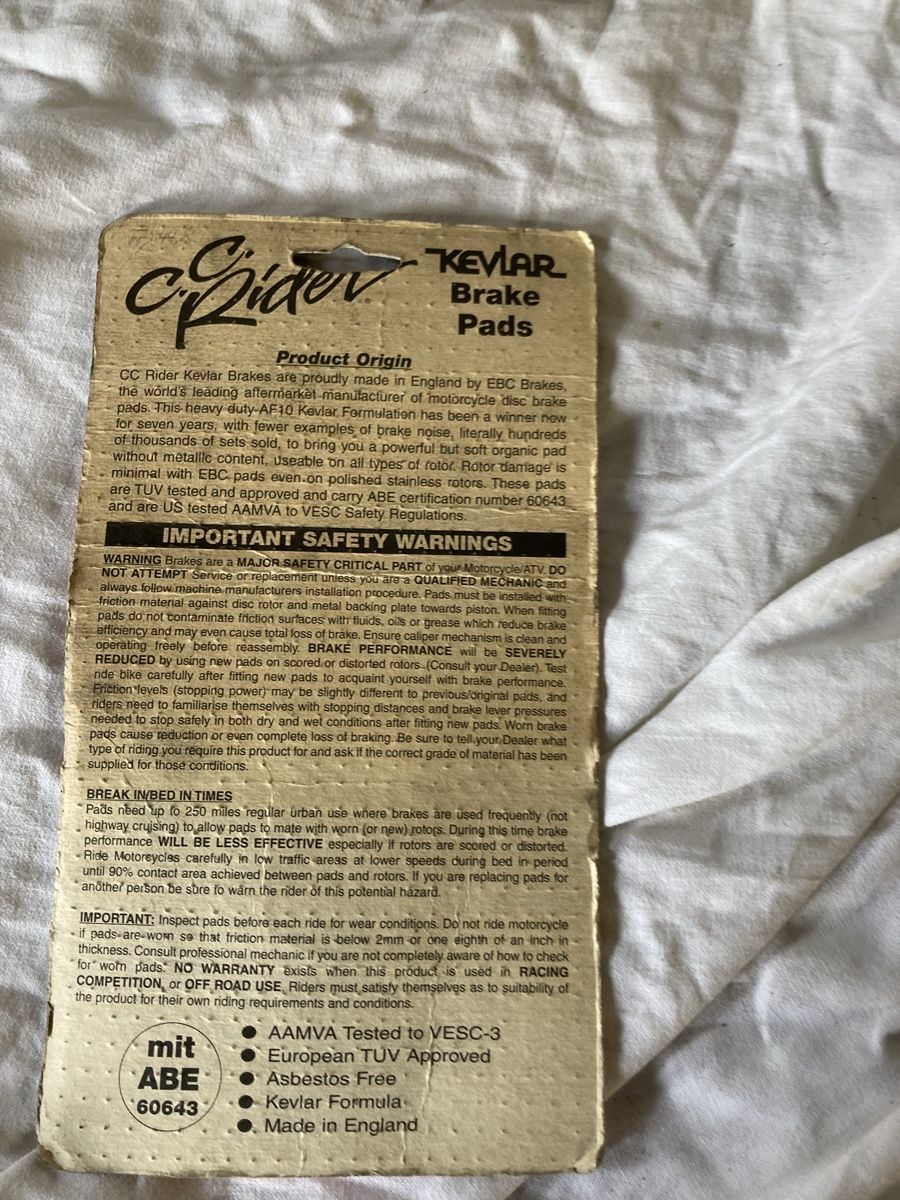 C.C. Rider
KEVLAR
Brake
Pads
Product Origin
CC Rider Kevlar Brakes are proudly made in England by EBC Brakes,
the world's leading aftermarket manufacturer of motorcycle disc brake
pads. This heavy duty AF10 Kevlar Formulation has been a winner now
for seven years, with fewer examples of brake noise, literally hundreds
of thousands of sets sold, to bring you a powerful but soft organic pad
without metallic content, useable on all types of rotor. Rotor damage is
minimal with EBC pads even on polished stainless rotors. These pads
are TUV tested and approved and carry ABE certification number 60643
and are US tested AAMVA to VESC Safety Regulations.
IMPORTANT SAFETY WARNINGS
WARNING Brakes are a MAJOR SAFETY CRITICAL PART of your Motorcycle/ATV. DO
NOT ATTEMPT Service or replacement unless you are a QUALIFIED MECHANIC and
always follow machine manufacturers installation procedure. Pads must be installed with
friction material against disc rotor and metal backing plate towards piston. When fitting
pads do not contaminate friction surfaces with fluids, oils or grease which reduce brake
efficiency and may even cause total loss of brake. Ensure caliper mechanism is clean and
operating freely before reassembly. BRAKE PERFORMANCE will be SEVERELY
REDUCED by using new pads on scored or distorted rotors (Consult your Dealer). Test
ride bike carefully after fitting new pads to acquaint yourself with brake performance.
Friction levels (stopping power) may be slightly different to previous/original pads, and
riders need to familiarise themselves with stopping distances and brake lever pressures
needed to stop safely in both dry and wet conditions after fitting new pads. Worn brake
pads cause reduction or even complete loss of braking. Be sure to tell your Dealer what
type of riding you require this product for and ask if the correct grade of material has been
supplied for those conditions.
BREAK IN/BED IN TIMES
Pads need up to 250 miles regular urban use where brakes are used frequently (not
highway cruising) to allow pads to mate with worn (or new) rotors. During this time brake
performance WILL BE LESS EFFECTIVE especially if rotors are scored or distorted.
Ride Motorcycles carefully in low traffic areas at lower speeds during bed in period
until 90% contact area achieved between pads and rotors. If you are replacing pads for
another person be sure to warn the rider of this potential hazard.
IMPORTANT: Inspect pads before each ride for wear conditions. Do not ride motorcycle
if pads are worn so that friction material is below 2mm or one eighth of an inch in
thickness. Consult professional mechanic if you are not completely aware of how to check
for worn pads. NO WARRANTY exists when this product is used in RACING
COMPETITION, or OFF ROAD USE. Riders must satisfy themselves as to suitability of
the product for their own riding requirements and conditions.
mit
ABE
60643
● AAMVA Tested to VESC-3
● European TUV Approved
● Asbestos Free
● Kevlar Formula
● Made in England